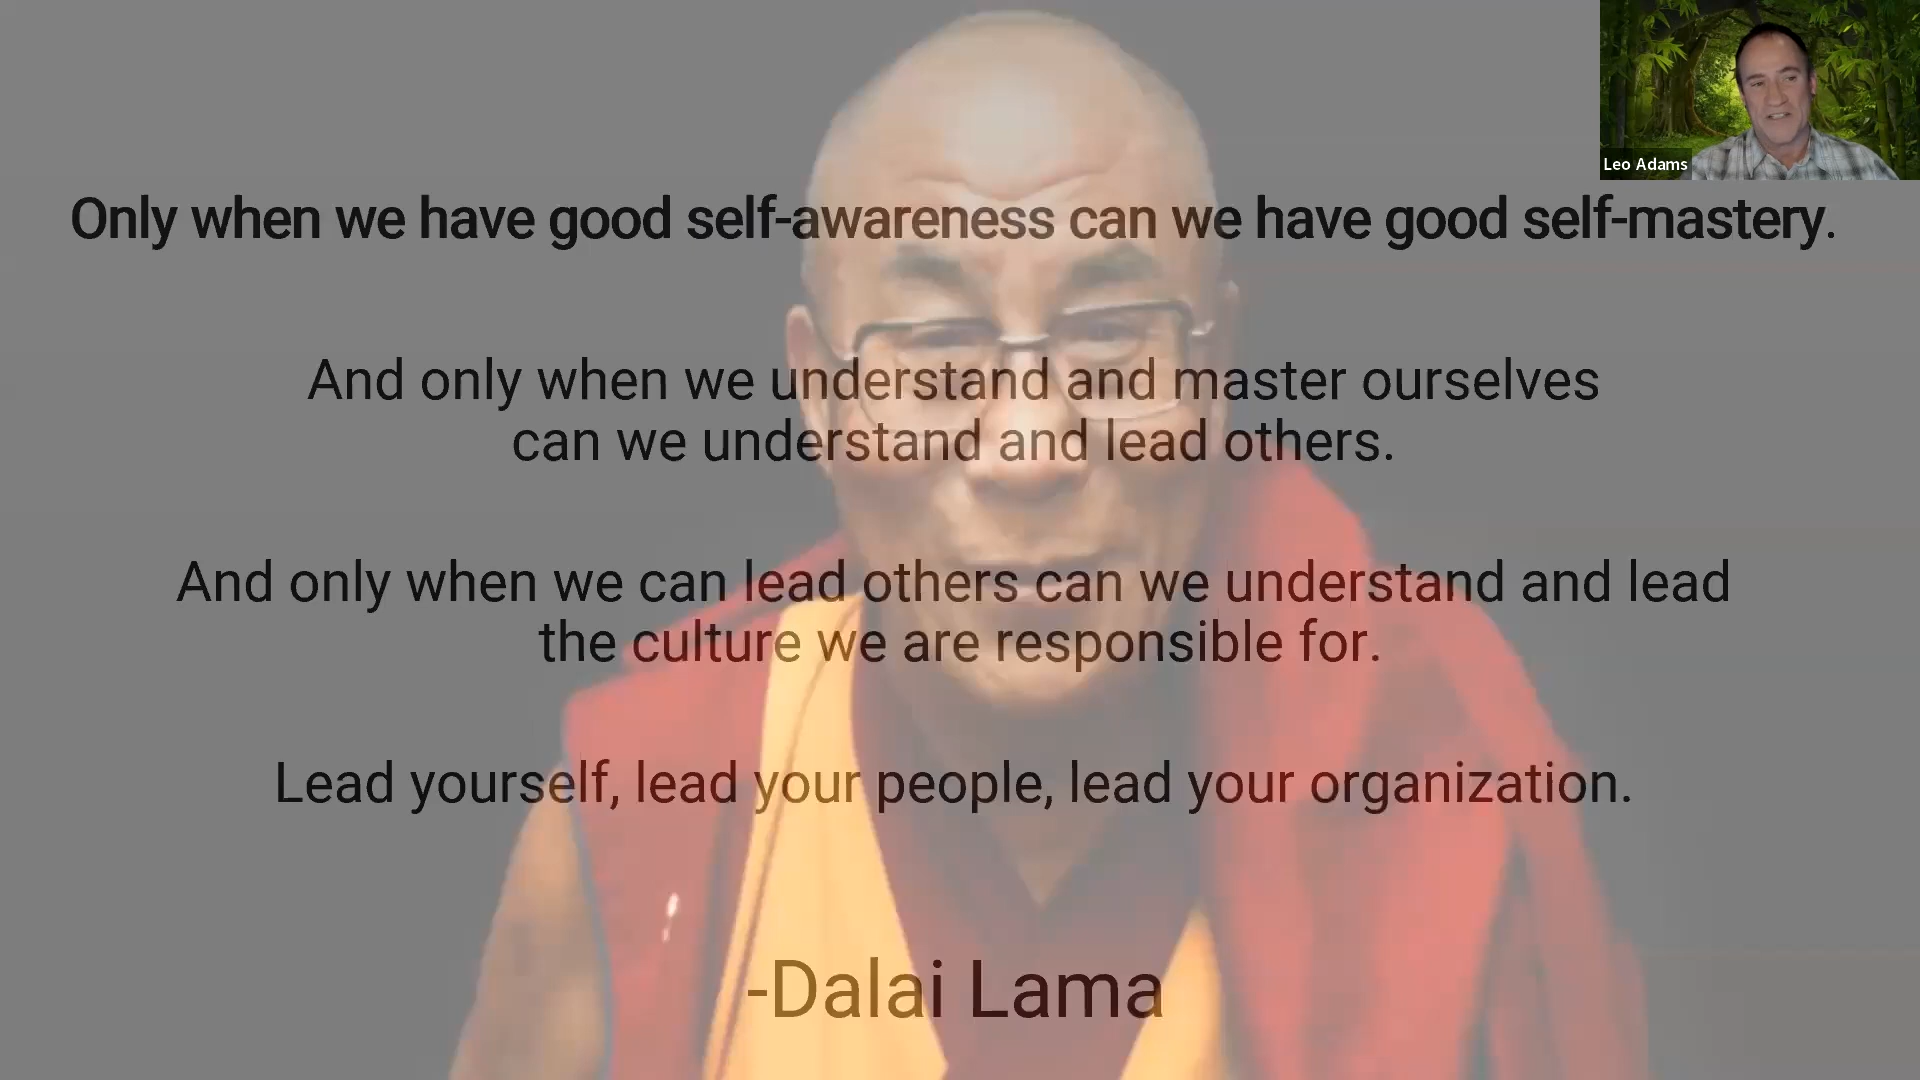 Leo Adams
Only when we have good self-awareness can we have good self-mastery.
And only when we understand and master ourselves
can we understand and lead others.
And only when we can lead others can we understand and lead
the culture we are responsible for.
Lead yourself, lead your people, lead your organization.
-Dalai Lama